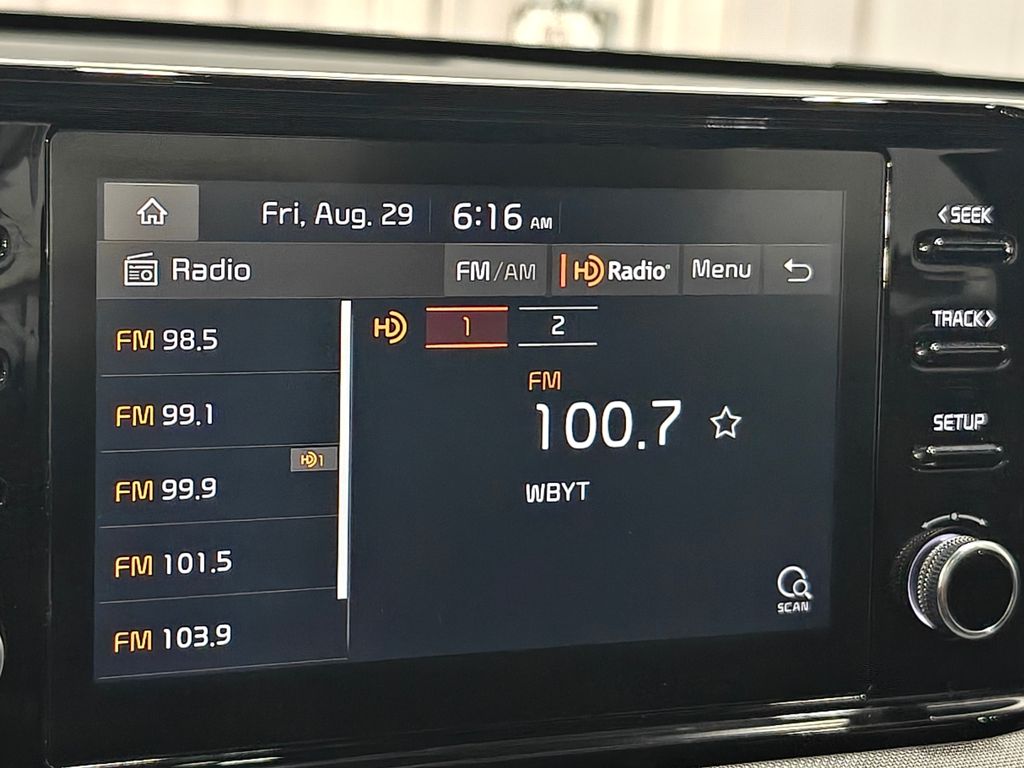 Fri, Aug. 29 6:16 AM
Radio FM/AM HD Radio Menu
FM 98.5
FM 99.1
HD1
FM 99.9
FM 101.5
FM 103.9
HD 1 2
FM
100.7
WBYT
SCAN
<SEEK
TRACK>
SETUP